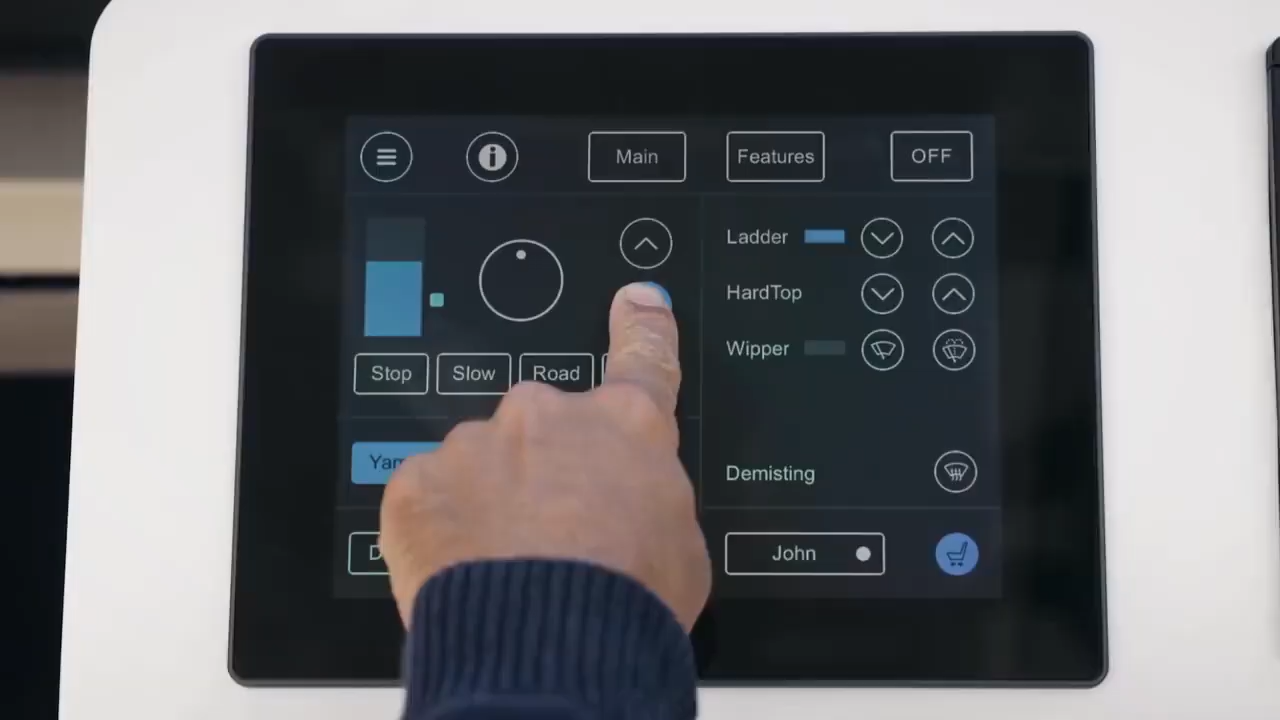 Main
Features
OFF
Ladder
HardTop
Wipper
Stop
Slow
Road
Demisting
John